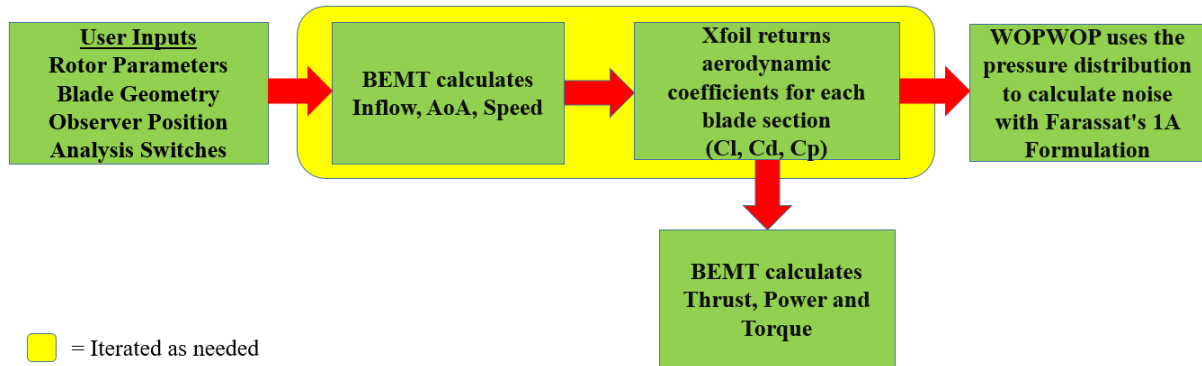 User Inputs
Rotor Parameters
Blade Geometry
Observer Position
Analysis Switches
BEMT calculates
Inflow, AoA, Speed
Xfoil returns
aerodynamic
coefficients for each
blade section
(Cl, Cd, Cp)
WOPWOP uses the
pressure distribution
to calculate noise
with Farassat's 1A
Formulation
BEMT calculates
Thrust, Power and
Torque
= Iterated as needed